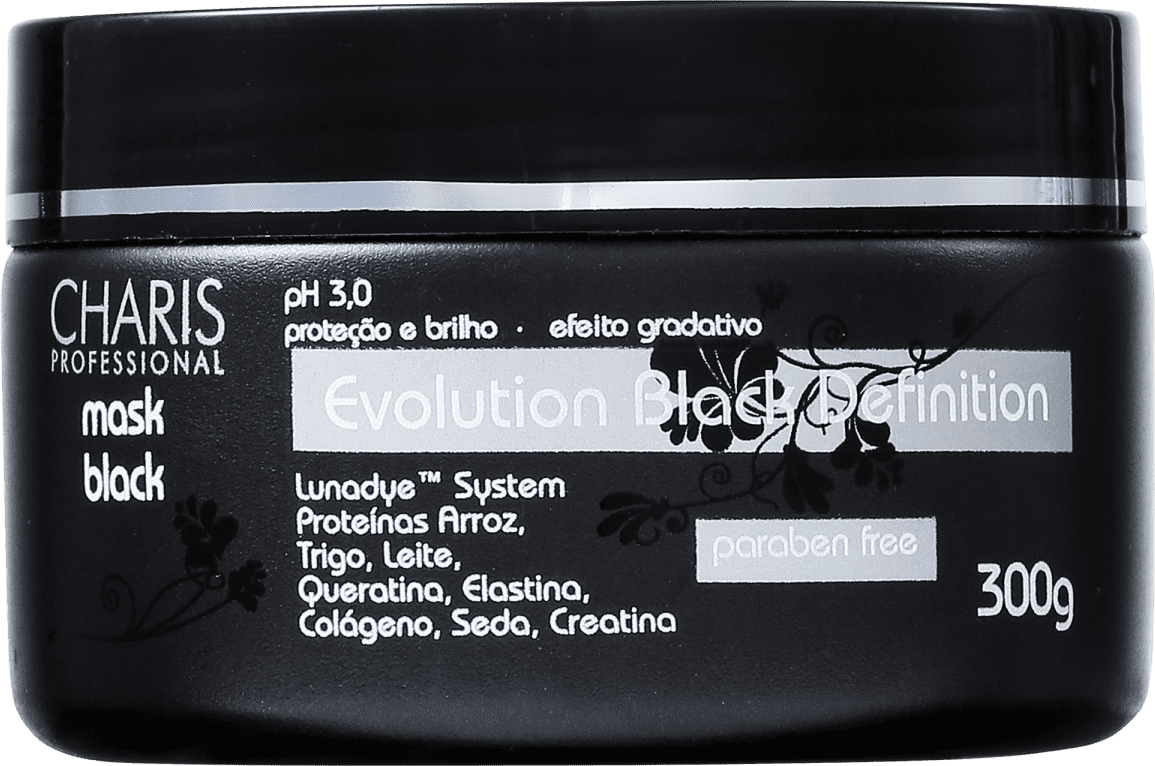 CHARIS
PROFESSIONAL
mask
black
pH 3,0
proteção e brilho · efeito gradativo
Evolution Black Definition
Lunadye™ System
Proteínas Arroz,
Trigo, Leite,
Queratina, Elastina,
Colágeno, Seda, Creatina
paraben free
300g